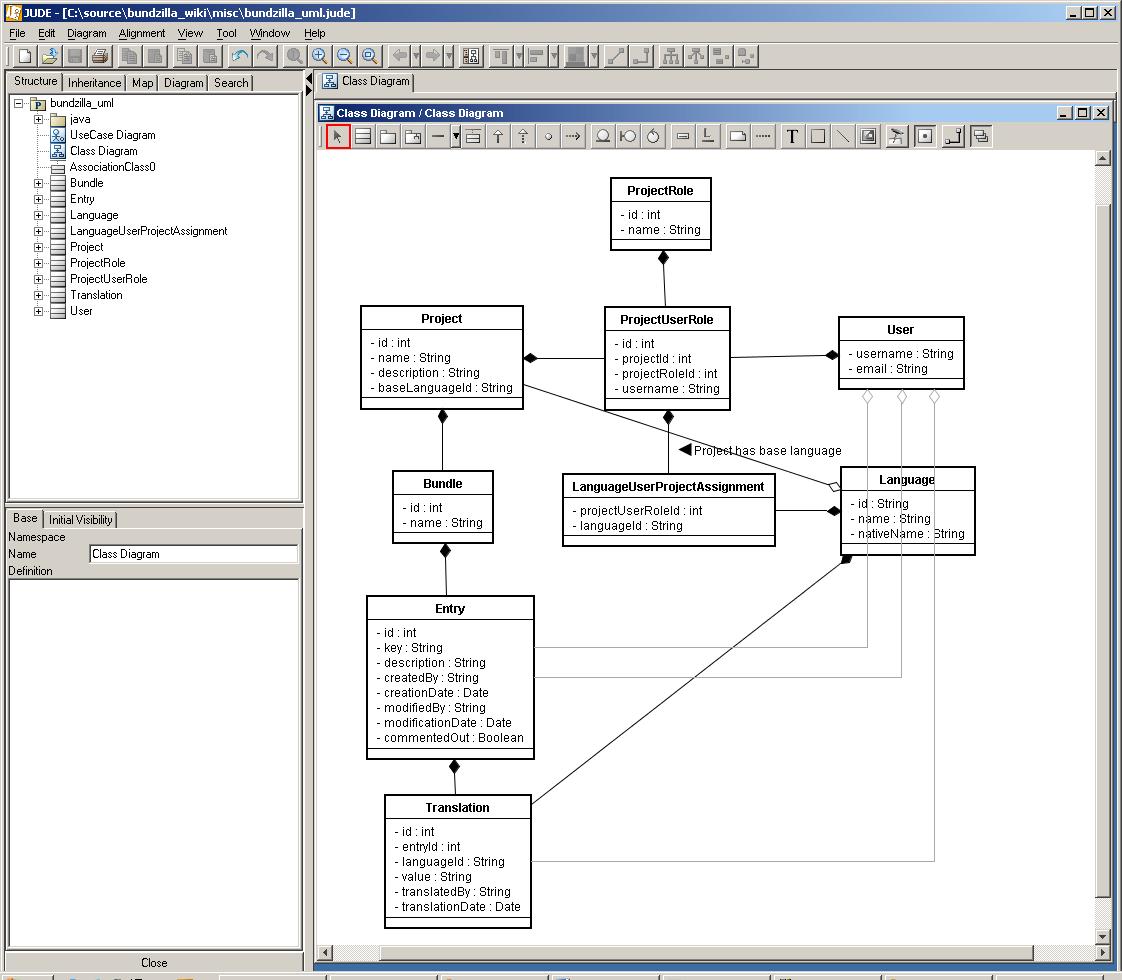 JUDE - [C:\source\bundzilla_wiki\misc\bundzilla_uml.jude]
File Edit Diagram Alignment View Tool Window Help
Structure Inheritance Map Diagram Search
bundzilla_uml
java
UseCase Diagram
Class Diagram
AssociationClass0
Bundle
Entry
Language
LanguageUserProjectAssignment
Project
ProjectRole
ProjectUserRole
Translation
User
Base Initial Visibility
Namespace
Name Class Diagram
Definition
Close
Class Diagram
Class Diagram / Class Diagram
T
ProjectRole
- id : int
- name : String
Project
- id : int
- name : String
- description : String
- baseLanguageId : String
ProjectUserRole
- id : int
- projectId : int
- projectRoleId : int
- username : String
User
- username : String
- email : String
Project has base language
Bundle
- id : int
- name : String
LanguageUserProjectAssignment
- projectUserRoleId : int
- languageId : String
Language
- id : String
- name : String
- nativeName : String
Entry
- id : int
- key : String
- description : String
- createdBy : String
- creationDate : Date
- modifiedBy : String
- modificationDate : Date
- commentedOut : Boolean
Translation
- id : int
- entryId : int
- languageId : String
- value : String
- translatedBy : String
- translationDate : Date